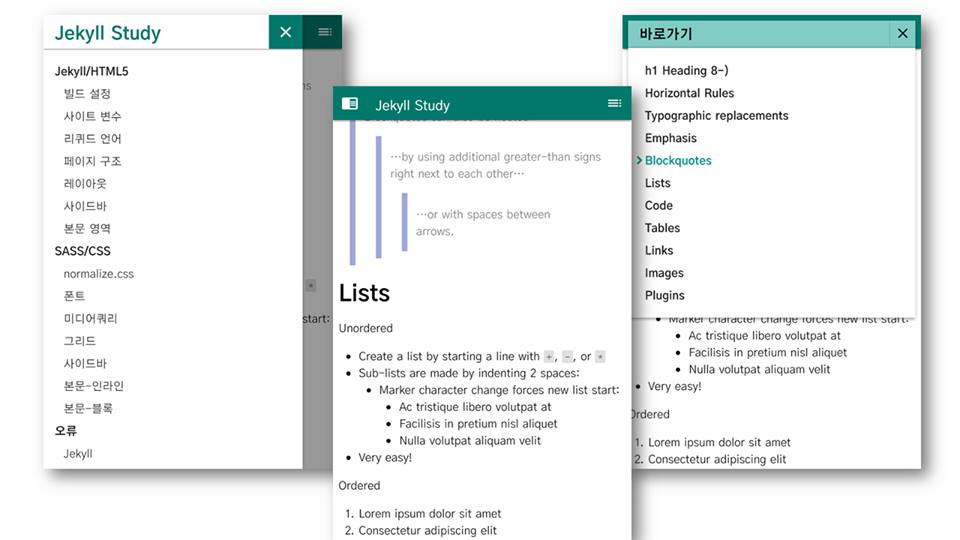 Jekyll Study
Jekyll/HTML5
빌드 설정
사이트 변수
리퀴드 언어
페이지 구조
레이아웃
사이드바
본문 영역
SASS/CSS
normalize.css
폰트
미디어쿼리
그리드
사이드바
본문-인라인
본문-블록
오류
Jekyll
*
start:
Jekyll Study
…by using additional greater-than signs
right next to each other…
…or with spaces between
arrows.
Lists
Unordered
• Create a list by starting a line with +, -, or *
• Sub-lists are made by indenting 2 spaces:
• Marker character change forces new list start:
• Ac tristique libero volutpat at
• Facilisis in pretium nisl aliquet
• Nulla volutpat aliquam velit
• Very easy!
Ordered
1. Lorem ipsum dolor sit amet
2. Consectetur adipiscing elit
바로가기
h1 Heading 8-)
Horizontal Rules
Typographic replacements
Emphasis
Blockquotes
Lists
Code
Tables
Links
Images
Plugins
• Marker character change forces new list start:
• Ac tristique libero volutpat at
• Facilisis in pretium nisl aliquet
• Nulla volutpat aliquam velit
• Very easy!
Ordered
1. Lorem ipsum dolor sit amet
2. Consectetur adipiscing elit